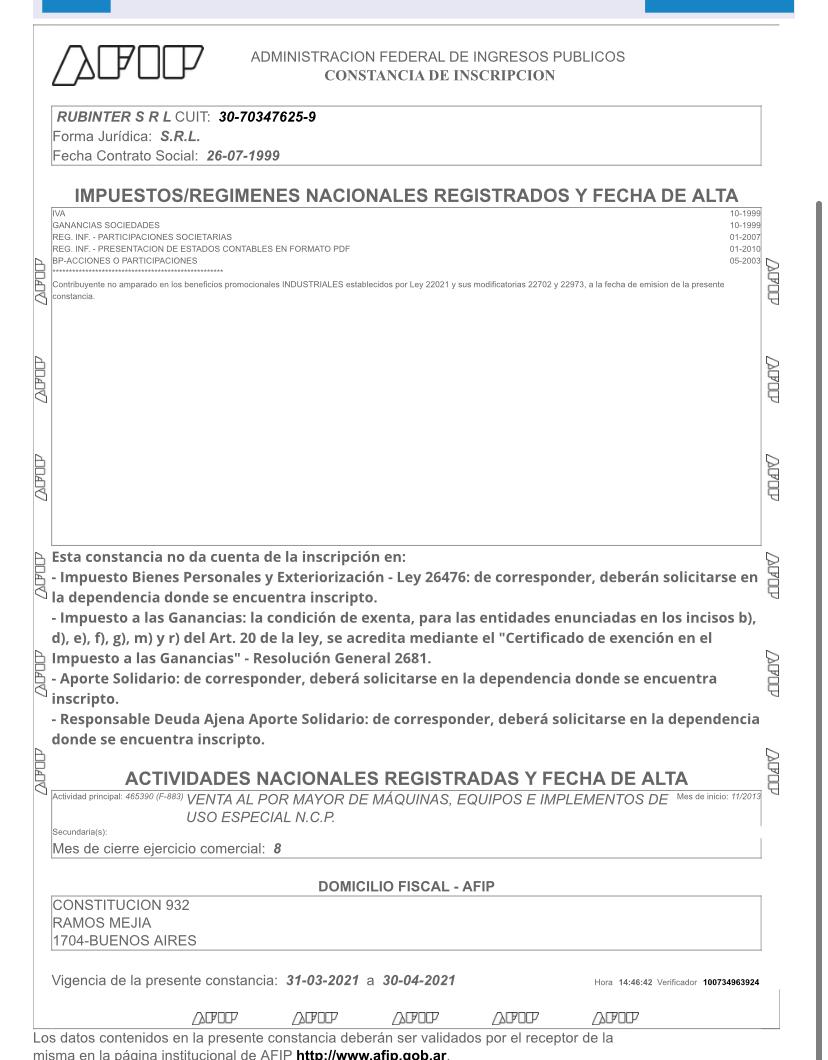 AFIP
ADMINISTRACION FEDERAL DE INGRESOS PUBLICOS
CONSTANCIA DE INSCRIPCION
RUBINTER S R L CUIT: 30-70347625-9
Forma Jurídica: S.R.L.
Fecha Contrato Social: 26-07-1999
IMPUESTOS/REGIMENES NACIONALES REGISTRADOS Y FECHA DE ALTA
IVA 10-1999
GANANCIAS SOCIEDADES 10-1999
REG. INF. - PARTICIPACIONES SOCIETARIAS 01-2007
REG. INF. - PRESENTACION DE ESTADOS CONTABLES EN FORMATO PDF 01-2010
BP-ACCIONES O PARTICIPACIONES 05-2003
****************************************************
Contribuyente no amparado en los beneficios promocionales INDUSTRIALES establecidos por Ley 22021 y sus modificatorias 22702 y 22973, a la fecha de emision de la presente
constancia.
AFIP AFIP
AFIP AFIP
AFIP AFIP
Esta constancia no da cuenta de la inscripción en:
- Impuesto Bienes Personales y Exteriorización - Ley 26476: de corresponder, deberán solicitarse en
la dependencia donde se encuentra inscripto.
- Impuesto a las Ganancias: la condición de exenta, para las entidades enunciadas en los incisos b),
d), e), f), g), m) y r) del Art. 20 de la ley, se acredita mediante el "Certificado de exención en el
Impuesto a las Ganancias" - Resolución General 2681.
- Aporte Solidario: de corresponder, deberá solicitarse en la dependencia donde se encuentra
inscripto.
- Responsable Deuda Ajena Aporte Solidario: de corresponder, deberá solicitarse en la dependencia
donde se encuentra inscripto.
AFIP AFIP
AFIP AFIP
AFIP AFIP
ACTIVIDADES NACIONALES REGISTRADAS Y FECHA DE ALTA
Actividad principal: 465390 (F-883) VENTA AL POR MAYOR DE MÁQUINAS, EQUIPOS E IMPLEMENTOS DE Mes de inicio: 11/2013
USO ESPECIAL N.C.P.
Secundaria(s):
Mes de cierre ejercicio comercial: 8
DOMICILIO FISCAL - AFIP
CONSTITUCION 932
RAMOS MEJIA
1704-BUENOS AIRES
Vigencia de la presente constancia: 31-03-2021 a 30-04-2021 Hora 14:46:42 Verificador 100734963924
AFIP AFIP AFIP AFIP AFIP
Los datos contenidos en la presente constancia deberán ser validados por el receptor de la
misma en la página institucional de AFIP http://www.afip.gob.ar.